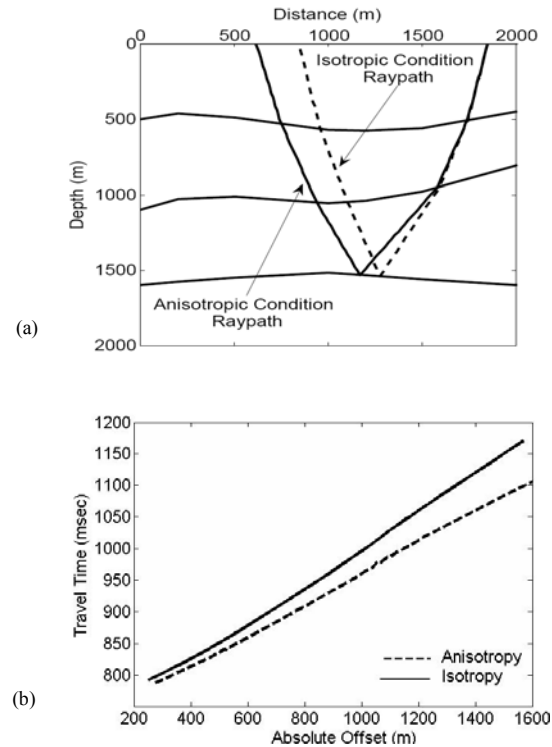 Distance (m)
0 500 1000 1500 2000
0
Isotropic Condition
Raypath
500
Depth (m)
1000
1500
Anisotropic Condition
Raypath
2000
(a)
1200
1150
1100
1050
Travel Time (msec)
1000
950
900
850
Anisotropy
800
Isotropy
(b)
200 400 600 800 1000 1200 1400 1600
Absolute Offset (m)